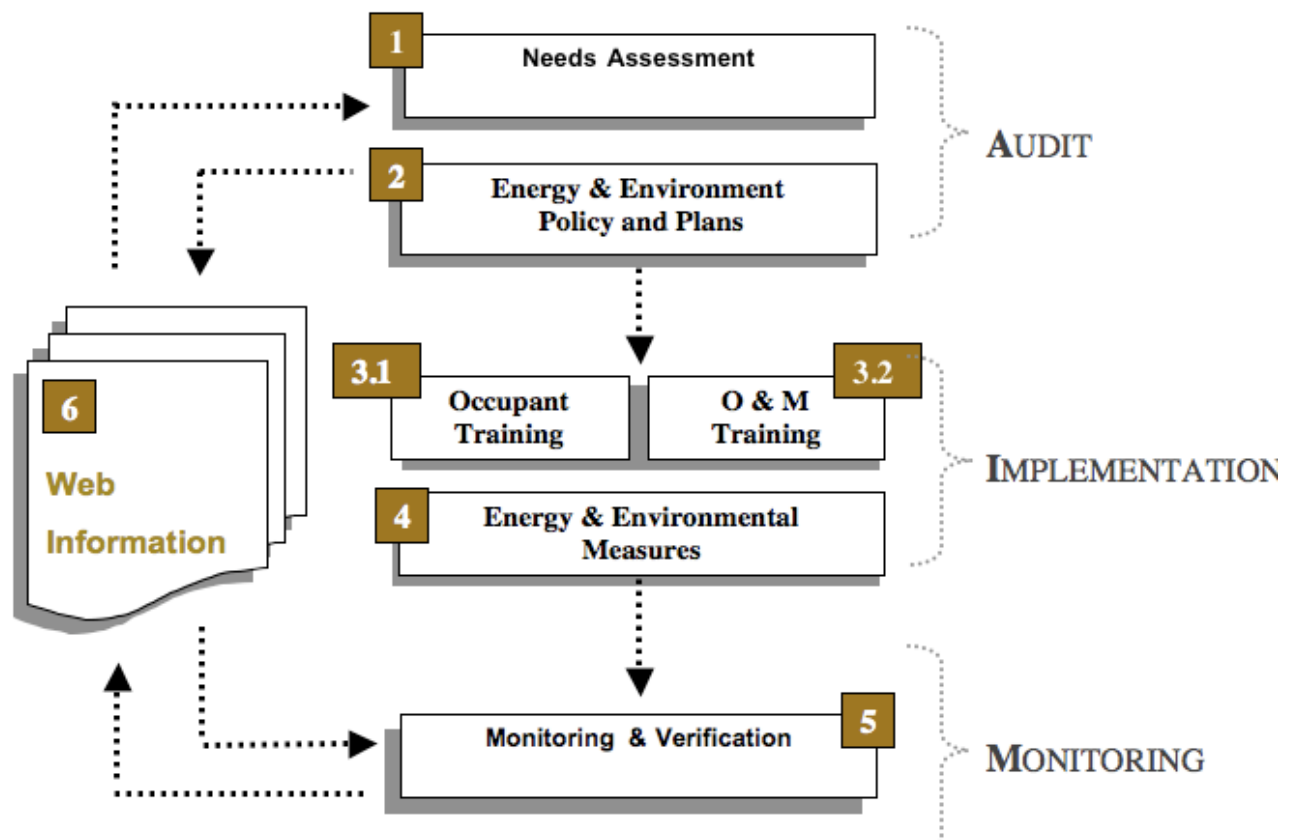 1
Needs Assessment
AUDIT
2
Energy & Environment
Policy and Plans
3.1
Occupant
Training
3.2
O & M
Training
IMPLEMENTATION
4
Energy & Environmental
Measures
6
Web
Information
5
Monitoring & Verification
MONITORING